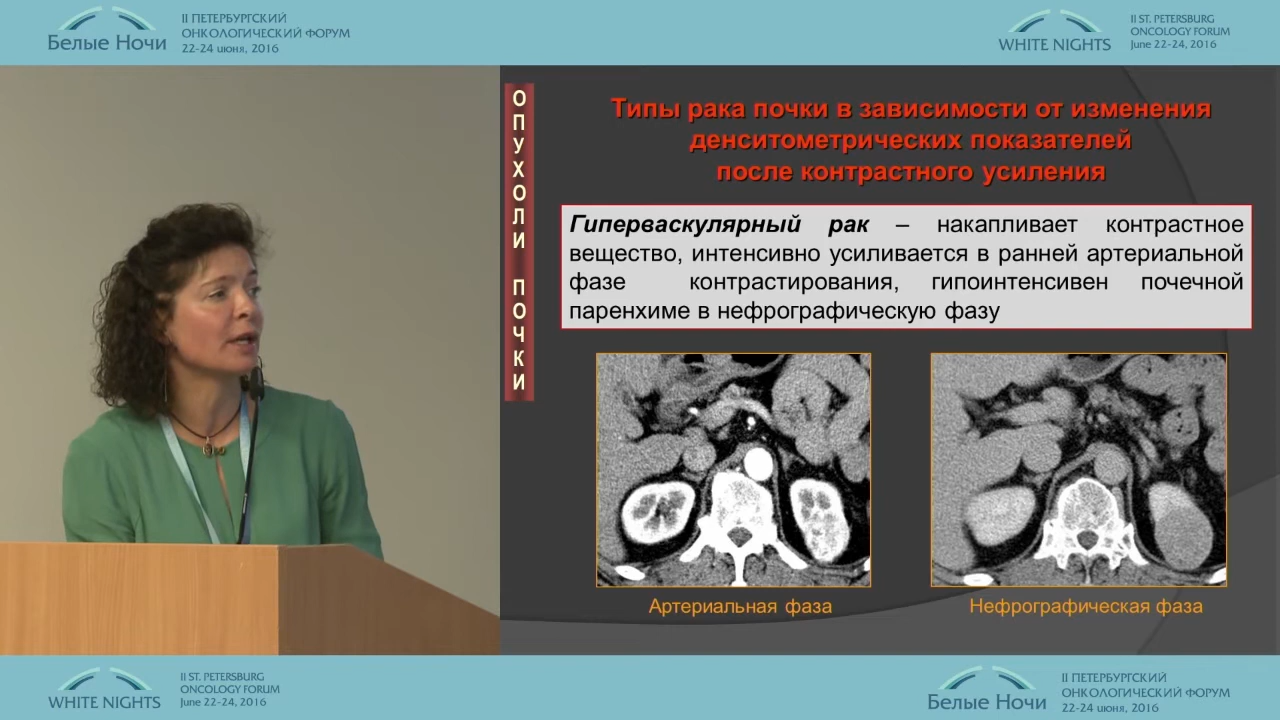 II ПЕТЕРБУРГСКИЙ
ОНКОЛОГИЧЕСКИЙ ФОРУМ
22-24 июня, 2016
Белые Ночи
II ST. PETERSBURG
ONCOLOGY FORUM
June 22-24, 2016
WHITE NIGHTS
ОПУХОЛИ ПОЧКИ
Типы рака почки в зависимости от изменения
денситометрических показателей
после контрастного усиления
Гиперваскулярный рак – накапливает контрастное
вещество, интенсивно усиливается в ранней артериальной
фазе контрастирования, гипоинтенсивен почечной
паренхиме в нефрографическую фазу
Артериальная фаза
Нефрографическая фаза
II ST. PETERSBURG
ONCOLOGY FORUM
June 22-24, 2016
WHITE NIGHTS
II ПЕТЕРБУРГСКИЙ
ОНКОЛОГИЧЕСКИЙ ФОРУМ
22-24 июня, 2016
Белые Ночи